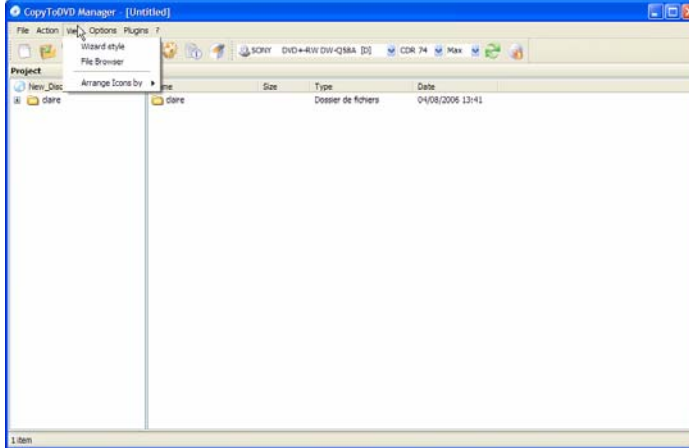 CopyToDVD Manager - [Untitled]
File Action View Options Plugins ?
Wizard style
File Browser
Arrange Icons by
SONY DVD+-RW DW-Q58A [D] CDR 74 Max
Project
New_Disc
Size Type Date
claire
claire Dossier de fichiers 04/08/2006 13:41
1 item